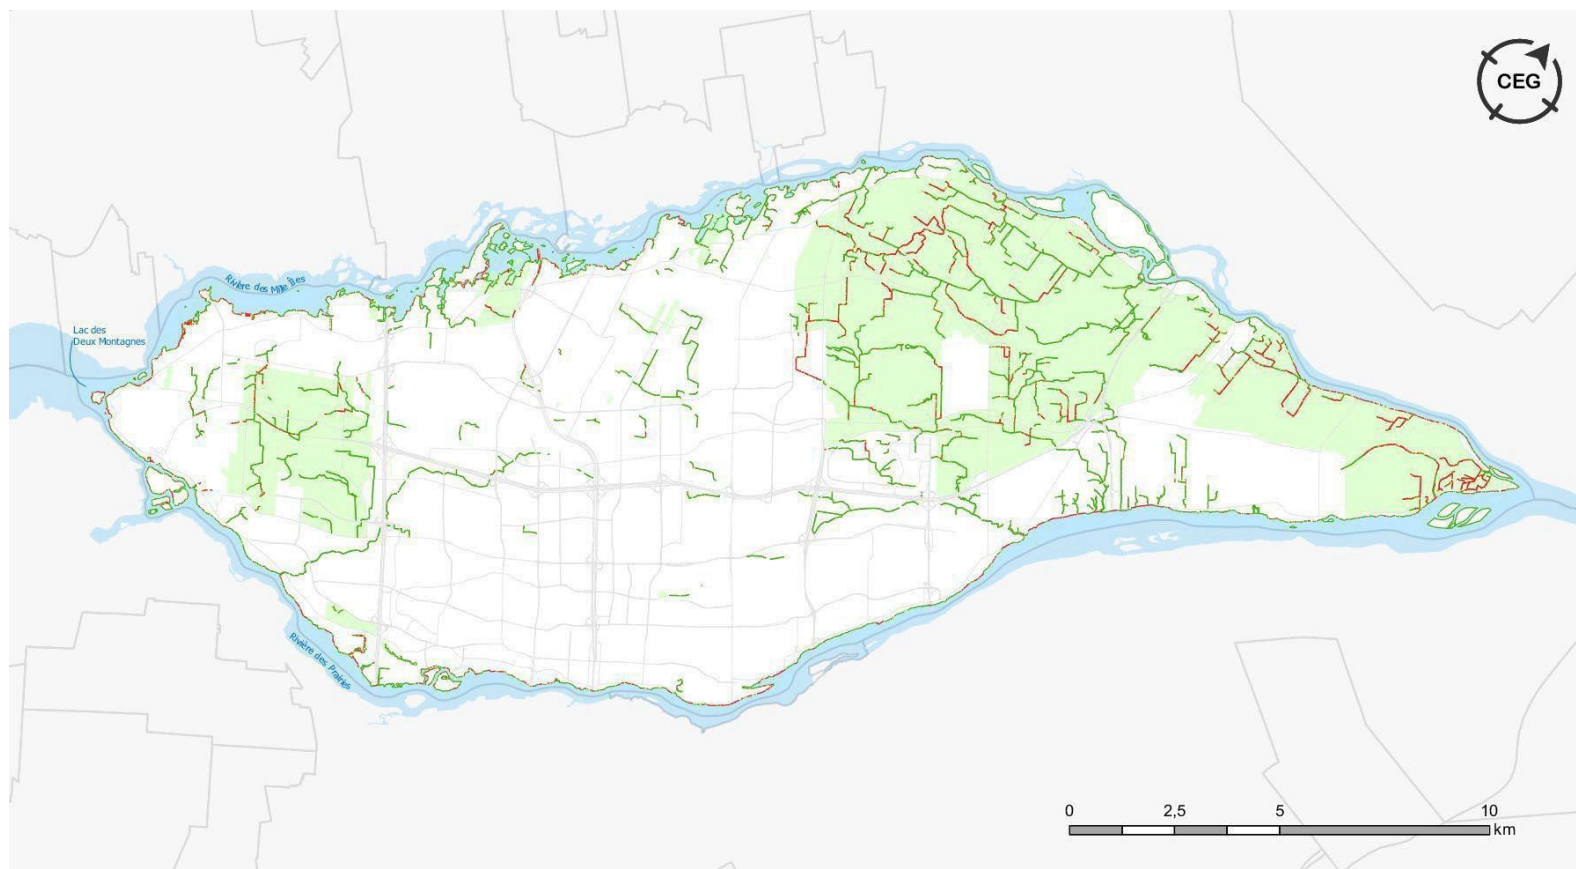 CEG
Rivière des Mille Îles
Lac des
Deux Montagnes
Rivière des Prairies
0 2,5 5 10
km